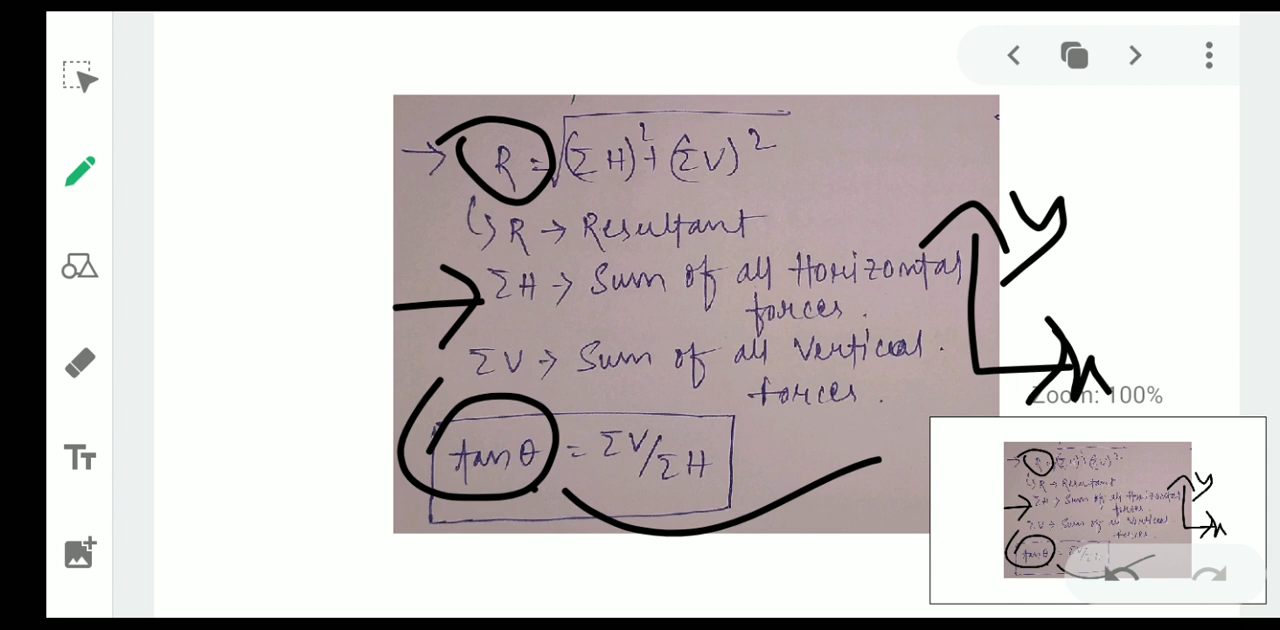 → R = √(ΣH)² + (ΣV)²
↳ R → Resultant
ΣH → Sum of all Horizontal
forces.
ΣV → Sum of all Vertical.
forces.
tan θ = ΣV/ΣH
y
x
Zoom: 100%
Tт